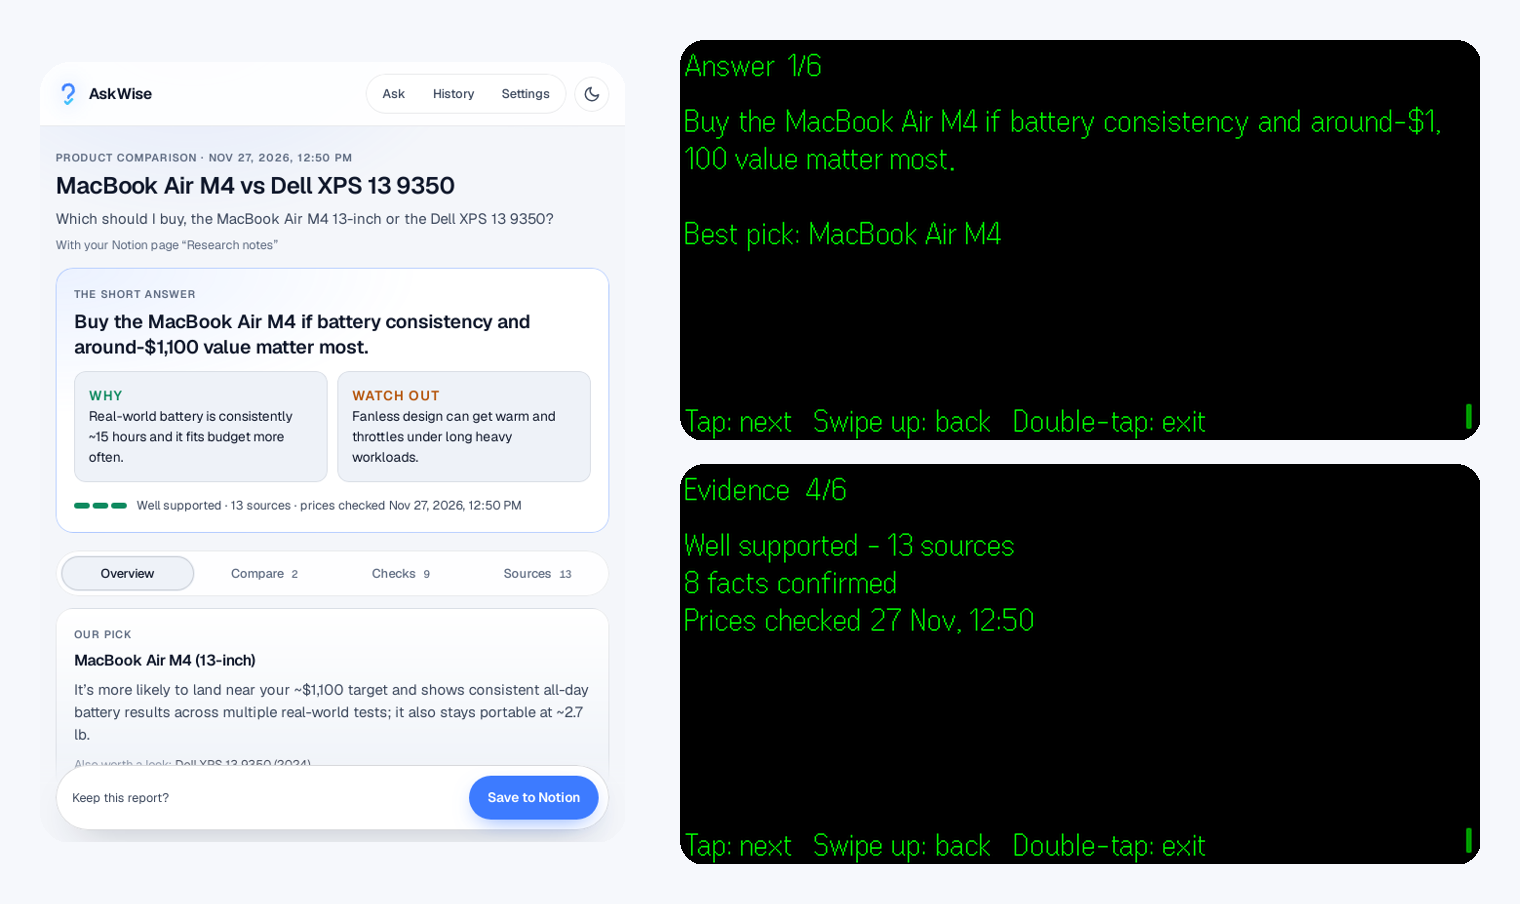 AskWise
Ask History Settings
PRODUCT COMPARISON · NOV 27, 2026, 12:50 PM
MacBook Air M4 vs Dell XPS 13 9350
Which should I buy, the MacBook Air M4 13-inch or the Dell XPS 13 9350?
With your Notion page “Research notes”
THE SHORT ANSWER
Buy the MacBook Air M4 if battery consistency and
around-$1,100 value matter most.
WHY
Real-world battery is consistently
~15 hours and it fits budget more
often.
WATCH OUT
Fanless design can get warm and
throttles under long heavy
workloads.
Well supported · 13 sources · prices checked Nov 27, 2026, 12:50 PM
Overview Compare 2 Checks 9 Sources 13
OUR PICK
MacBook Air M4 (13-inch)
It’s more likely to land near your ~$1,100 target and shows consistent all-day
battery results across multiple real-world tests; it also stays portable at ~2.7
lb.
Also worth a look: Dell XPS 13 9350 (2024)
Keep this report?
Save to Notion
Answer 1/6
Buy the MacBook Air M4 if battery consistency and around-$1,
100 value matter most.
Best pick: MacBook Air M4
Tap: next Swipe up: back Double-tap: exit
Evidence 4/6
Well supported - 13 sources
8 facts confirmed
Prices checked 27 Nov, 12:50
Tap: next Swipe up: back Double-tap: exit